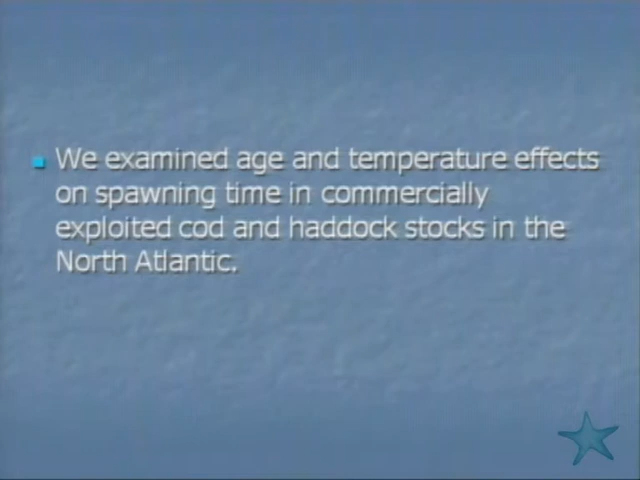 We examined age and temperature effects
on spawning time in commercially
exploited cod and haddock stocks in the
North Atlantic.